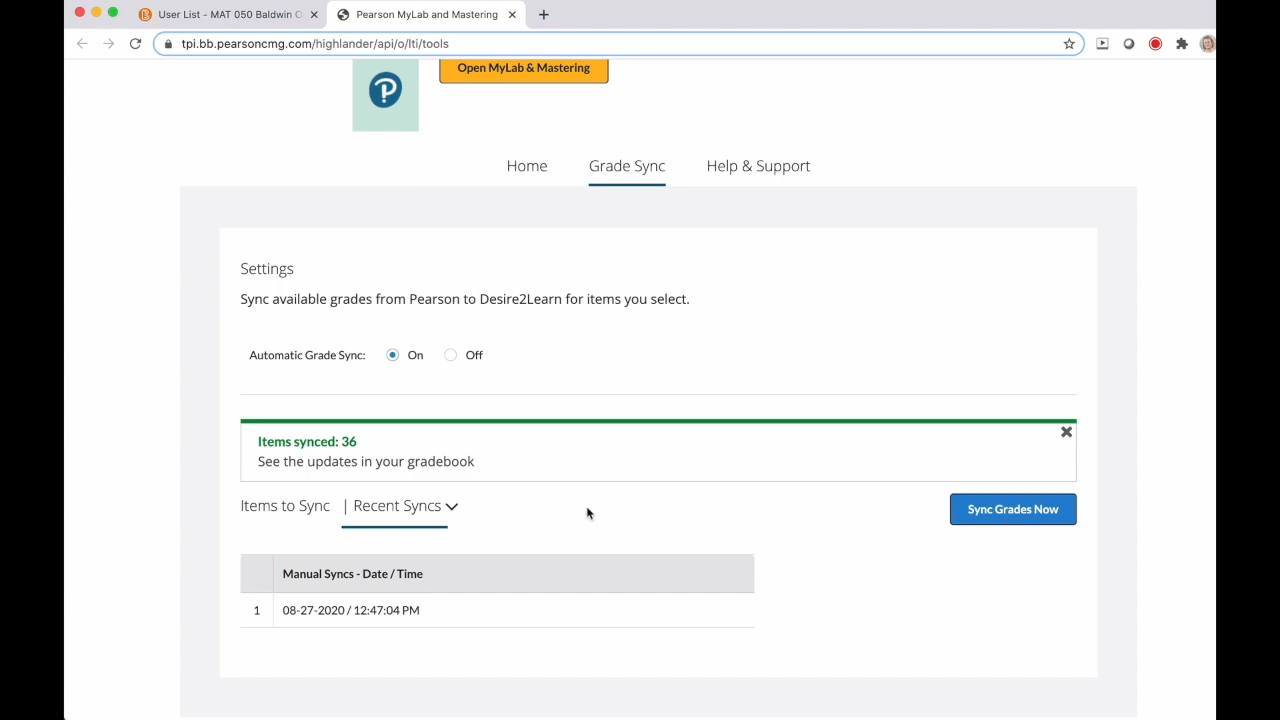 User List - MAT 050 Baldwin
Pearson MyLab and Mastering
tpi.bb.pearsoncmg.com/highlander/api/o/lti/tools
Open MyLab & Mastering
Home Grade Sync Help & Support
Settings
Sync available grades from Pearson to Desire2Learn for items you select.
Automatic Grade Sync: On Off
Items synced: 36
See the updates in your gradebook
Items to Sync | Recent Syncs
Sync Grades Now
Manual Syncs - Date / Time
1 08-27-2020 / 12:47:04 PM